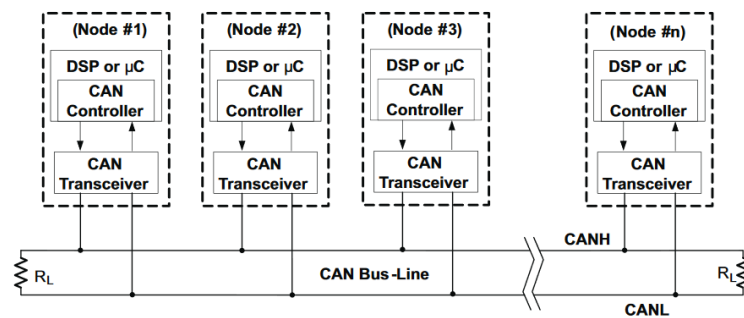 (Node #1)
DSP or µC
CAN
Controller
CAN
Transceiver
(Node #2)
DSP or µC
CAN
Controller
CAN
Transceiver
(Node #3)
DSP or µC
CAN
Controller
CAN
Transceiver
(Node #n)
DSP or µC
CAN
Controller
CAN
Transceiver
CANH
RL
CAN Bus-Line
RL
CANL